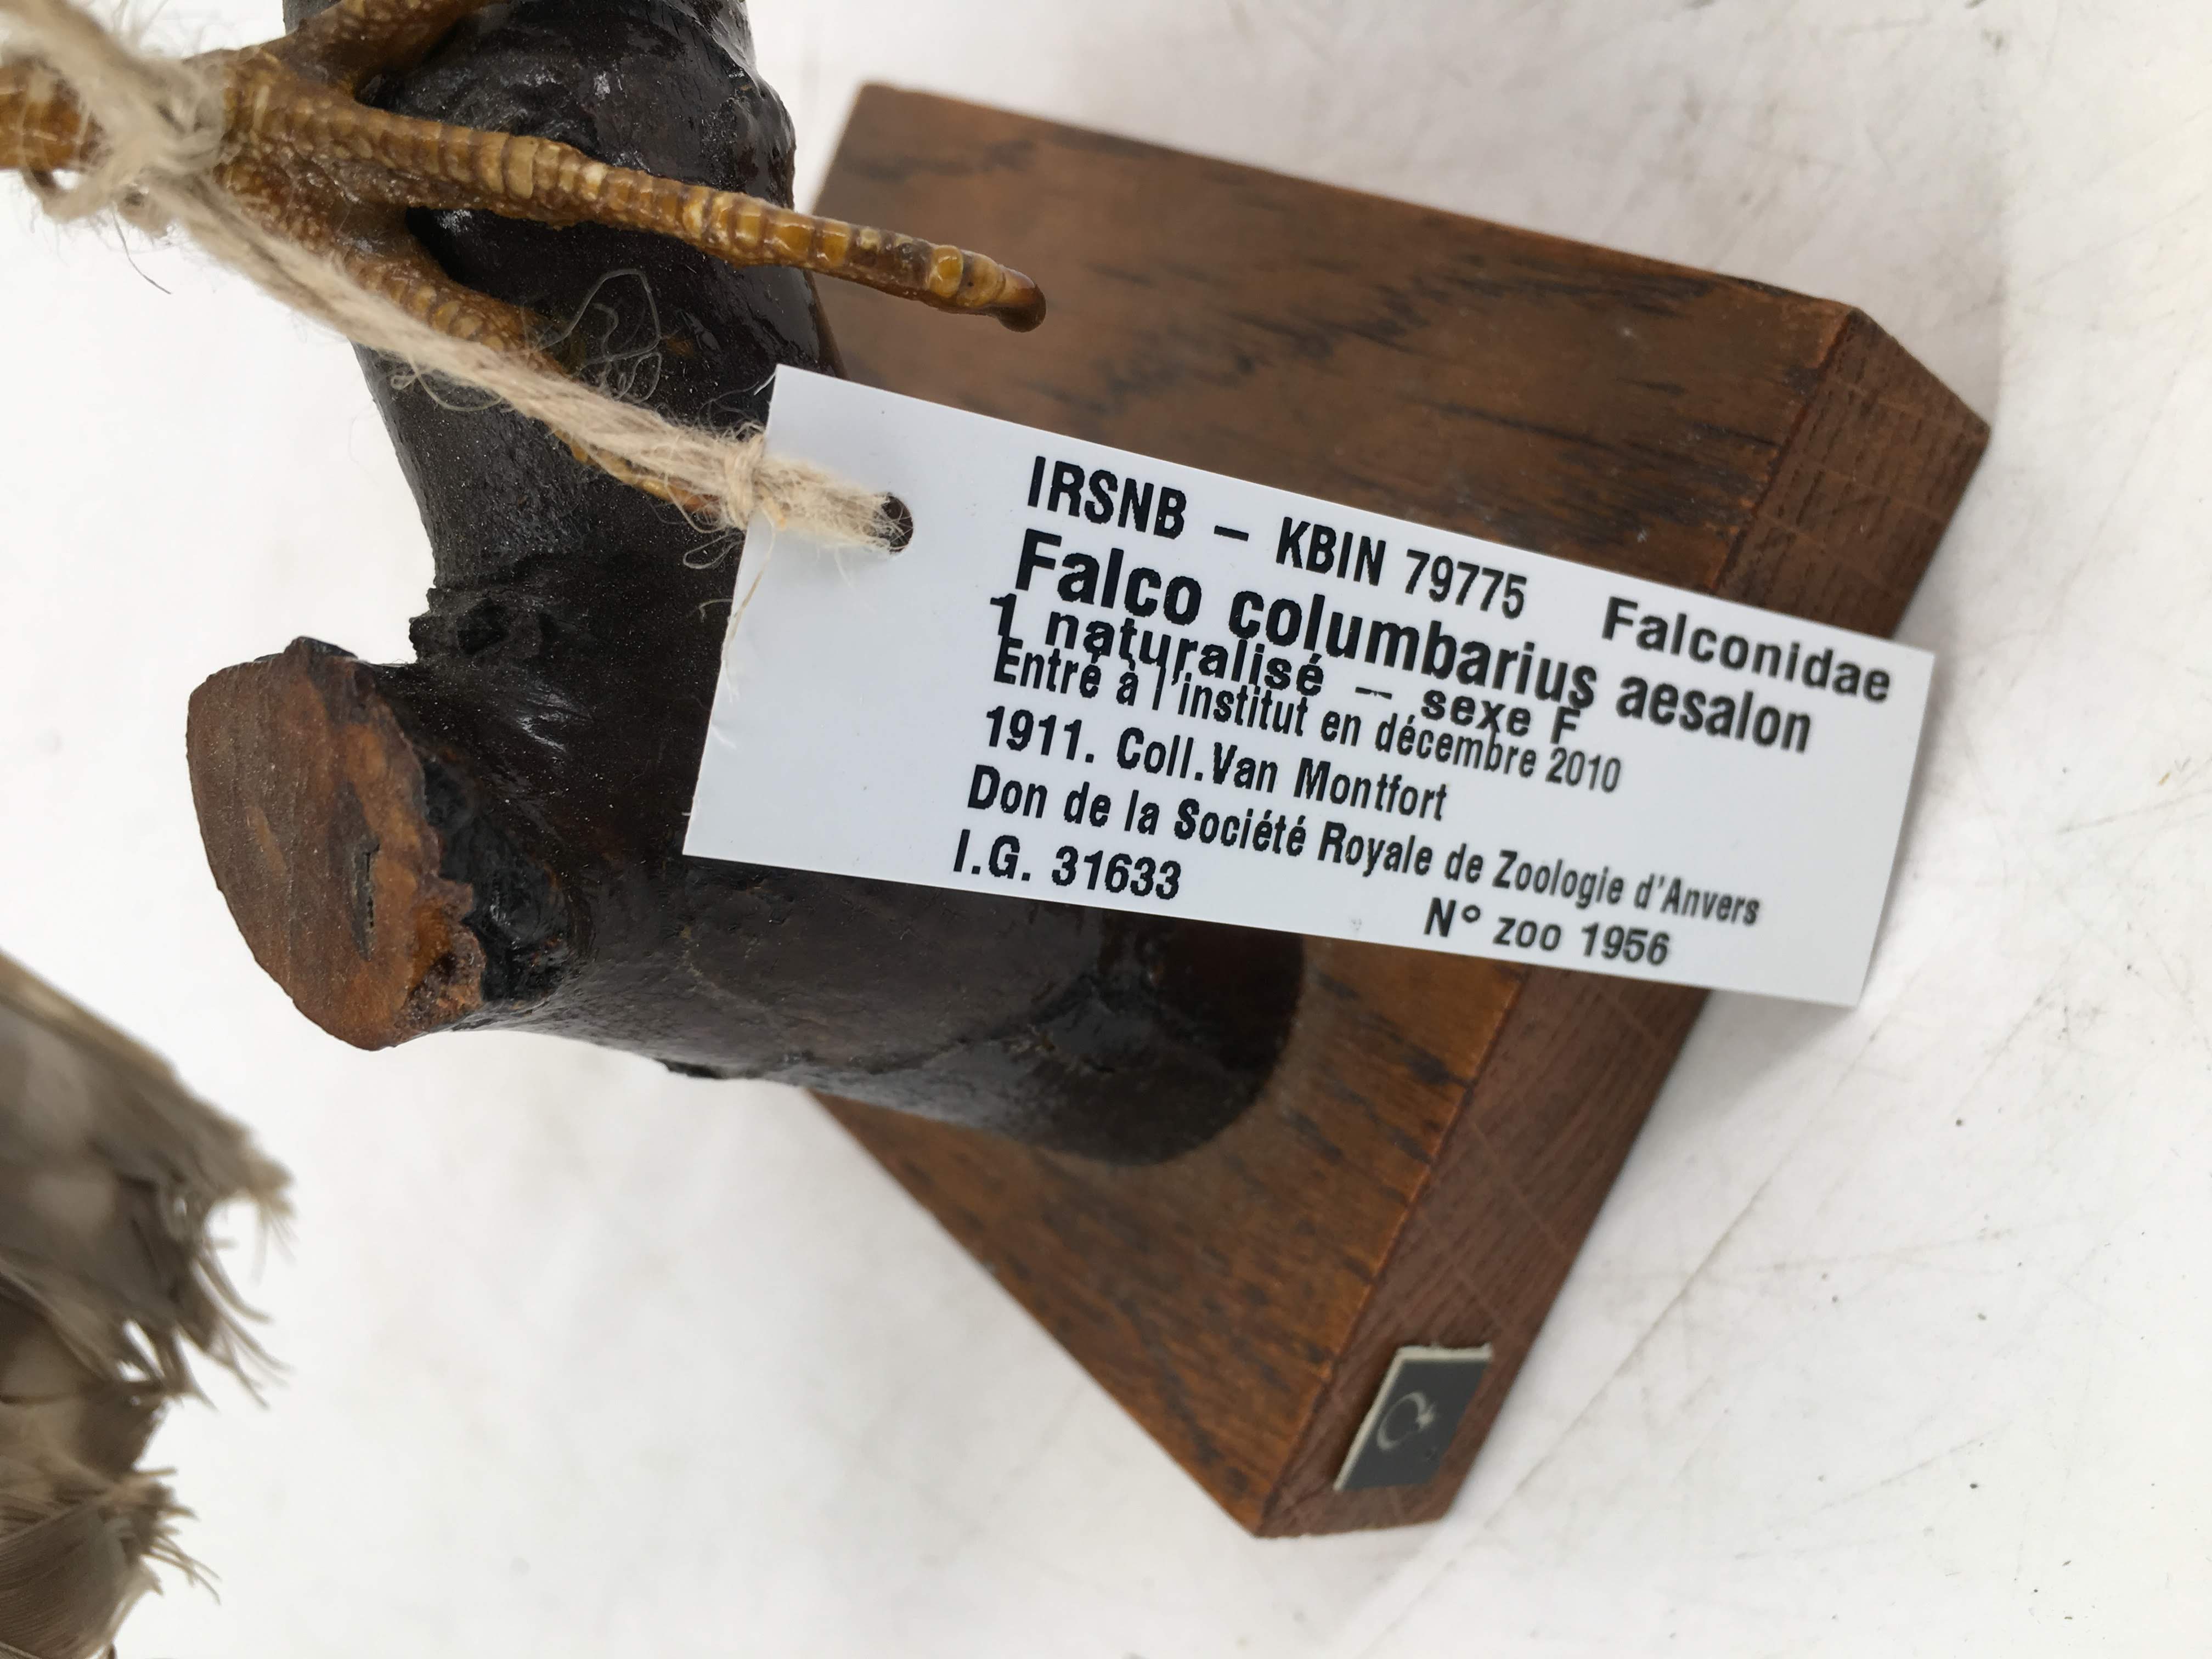 IRSNB – KBIN 79775 Falconidae
Falco columbarius aesalon
1 naturalisé – sexe F
Entré à l'institut en décembre 2010
1911. Coll.Van Montfort
Don de la Société Royale de Zoologie d'Anvers
I.G. 31633 N° zoo 1956